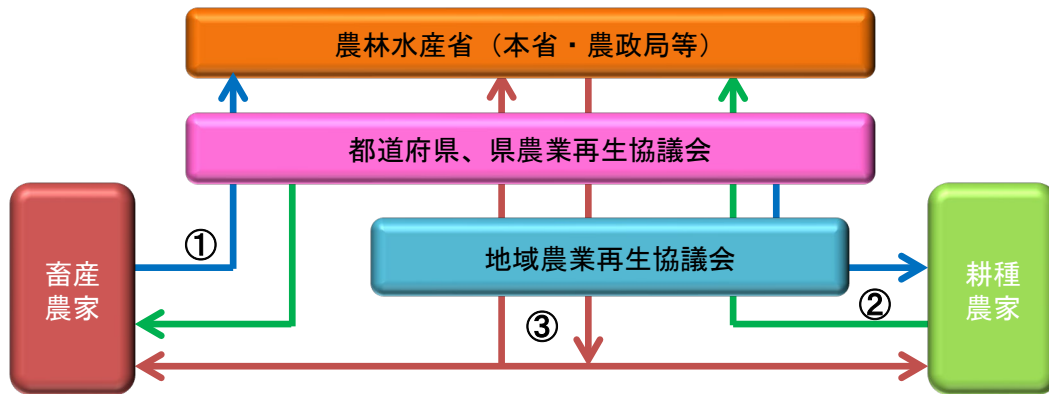 農林水産省（本省・農政局等）
都道府県、県農業再生協議会
①
地域農業再生協議会
畜産
農家
耕種
農家
②
③